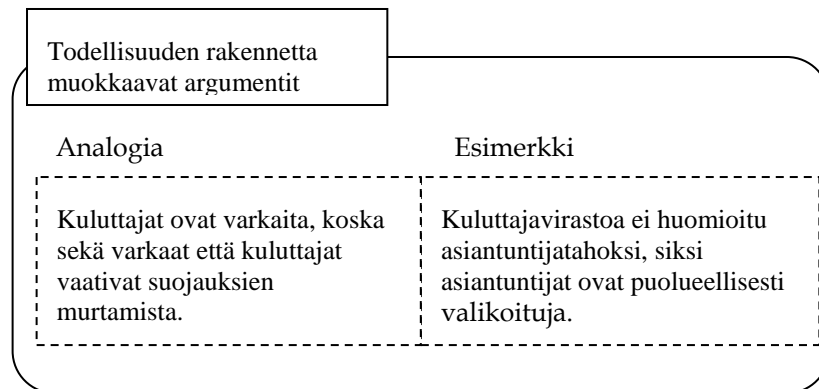 Todellisuuden rakennetta
muokkaavat argumentit
Analogia
Esimerkki
Kuluttajat ovat varkaita, koska
sekä varkaat että kuluttajat
vaativat suojauksien
murtamista.
Kuluttajavirastoa ei huomioitu
asiantuntijatahoksi, siksi
asiantuntijat ovat puolueellisesti
valikoituja.